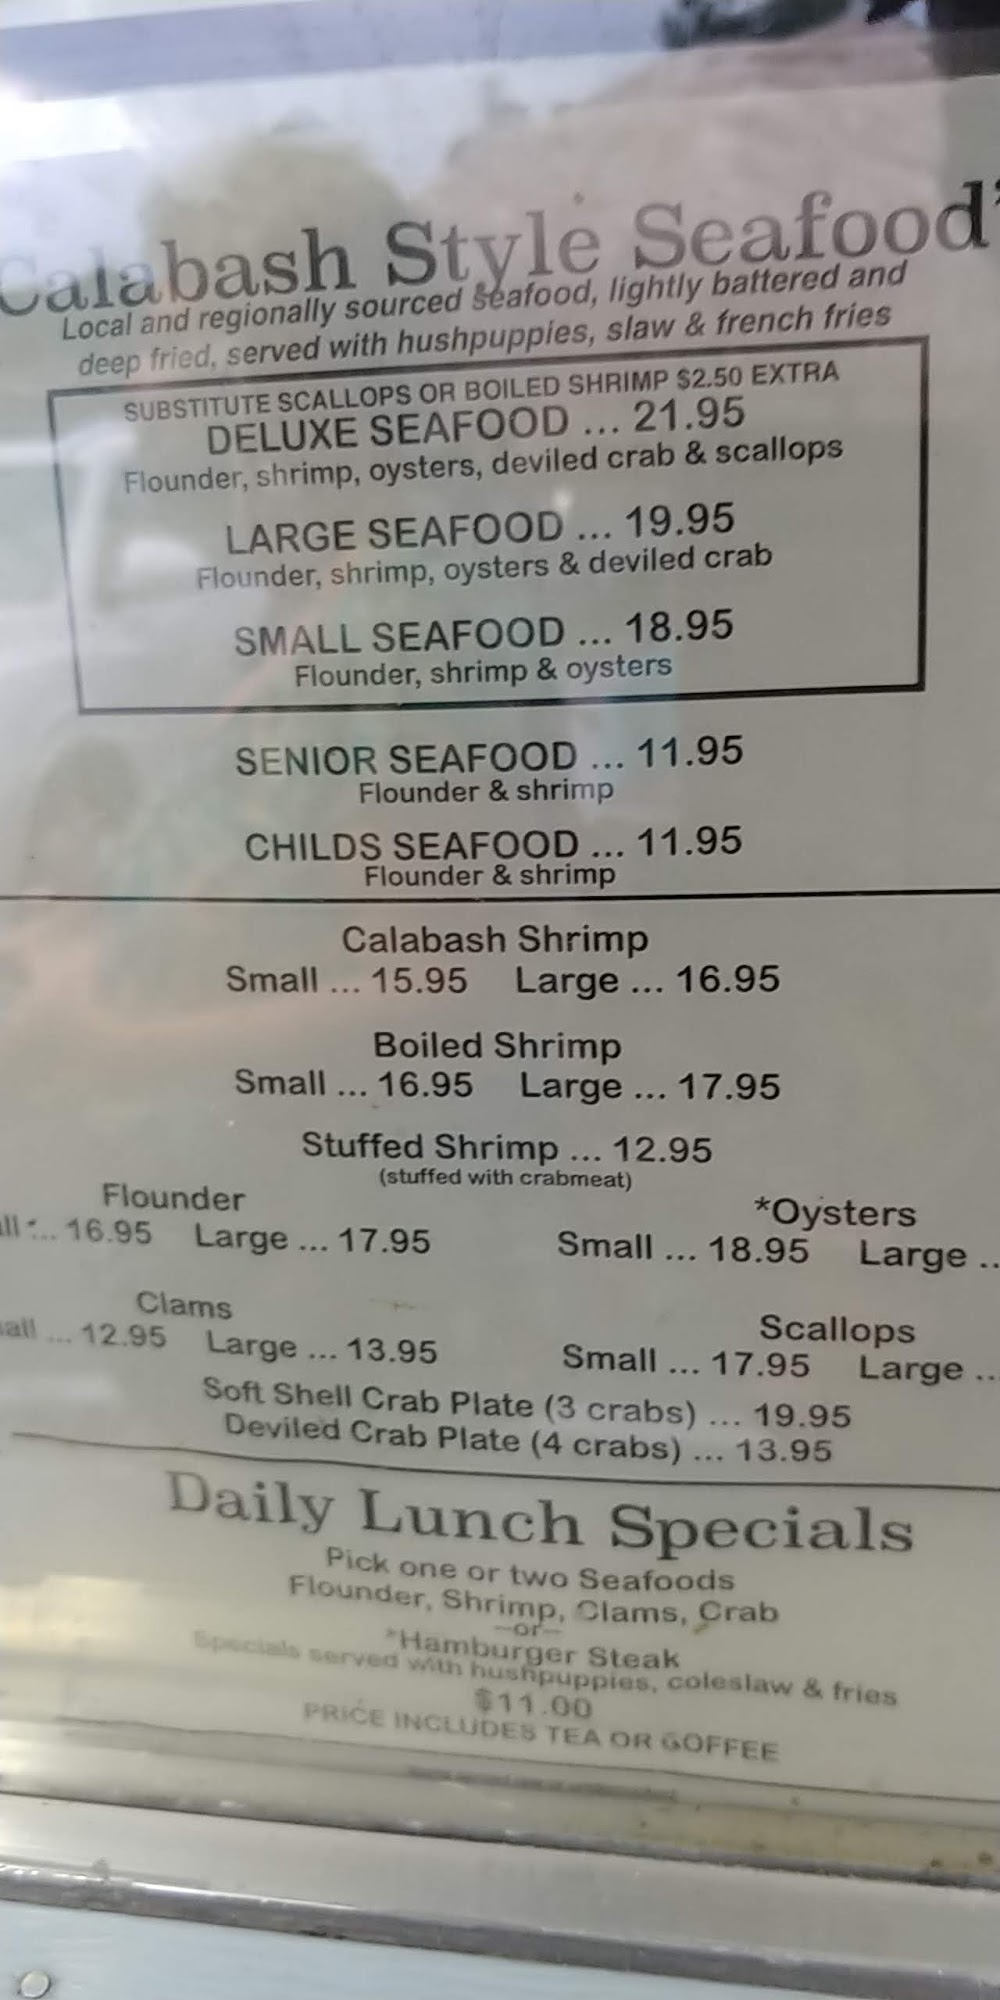 Calabash Style Seafood"
Local and regionally sourced seafood, lightly battered and
deep fried, served with hushpuppies, slaw & french fries
SUBSTITUTE SCALLOPS OR BOILED SHRIMP $2.50 EXTRA
DELUXE SEAFOOD ... 21.95
Flounder, shrimp, oysters, deviled crab & scallops
LARGE SEAFOOD ... 19.95
Flounder, shrimp, oysters & deviled crab
SMALL SEAFOOD ... 18.95
Flounder, shrimp & oysters
SENIOR SEAFOOD ... 11.95
Flounder & shrimp
CHILDS SEAFOOD ... 11.95
Flounder & shrimp
Calabash Shrimp
Small ... 15.95 Large ... 16.95
Boiled Shrimp
Small ... 16.95 Large ... 17.95
Stuffed Shrimp ... 12.95
(stuffed with crabmeat)
Flounder
... 16.95 Large ... 17.95
*Oysters
Small ... 18.95 Large ..
Clams
... 12.95 Large ... 13.95
Scallops
Small ... 17.95 Large ...
Soft Shell Crab Plate (3 crabs) ... 19.95
Deviled Crab Plate (4 crabs) ... 13.95
Daily Lunch Specials
Pick one or two Seafoods
Flounder, Shrimp, Clams, Crab
--or--
*Hamburger Steak
Specials served with hushpuppies, coleslaw & fries
$11.00
PRICE INCLUDES TEA OR COFFEE